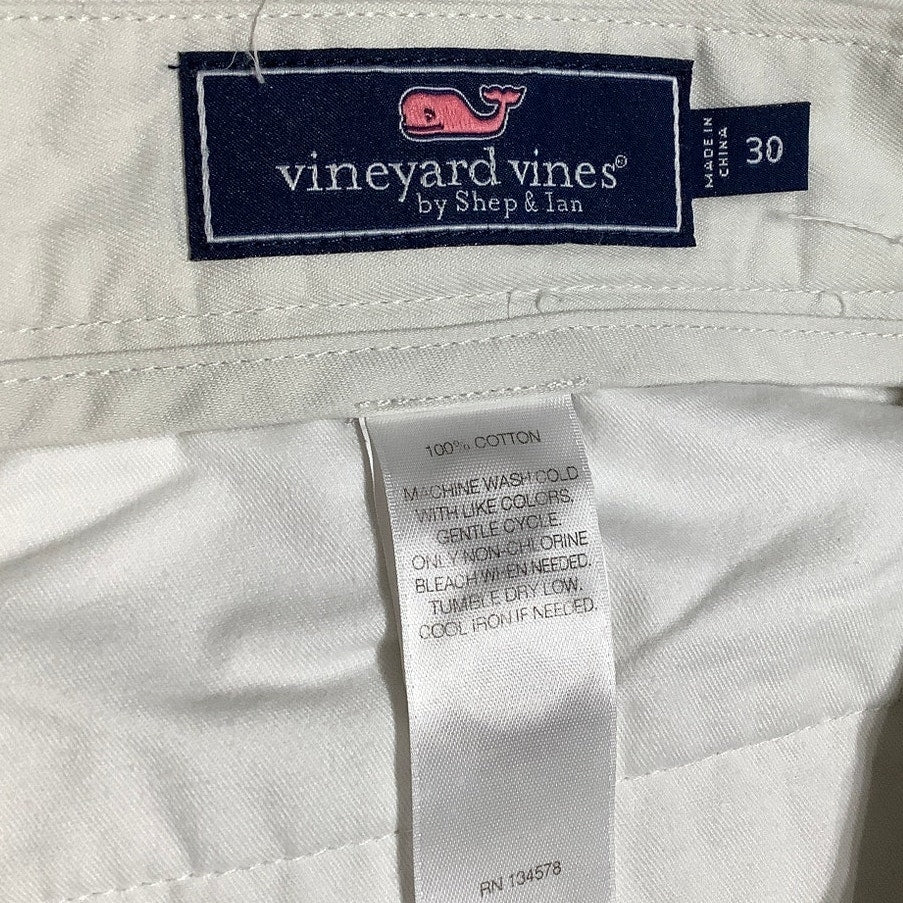 vineyard vines®
by Shep & Ian
MADE IN
CHINA
30
100% COTTON
MACHINE WASH COLD
WITH LIKE COLORS,
GENTLE CYCLE.
ONLY NON-CHLORINE
BLEACH WHEN NEEDED.
TUMBLE DRY LOW.
COOL IRON IF NEEDED.
RN 134578